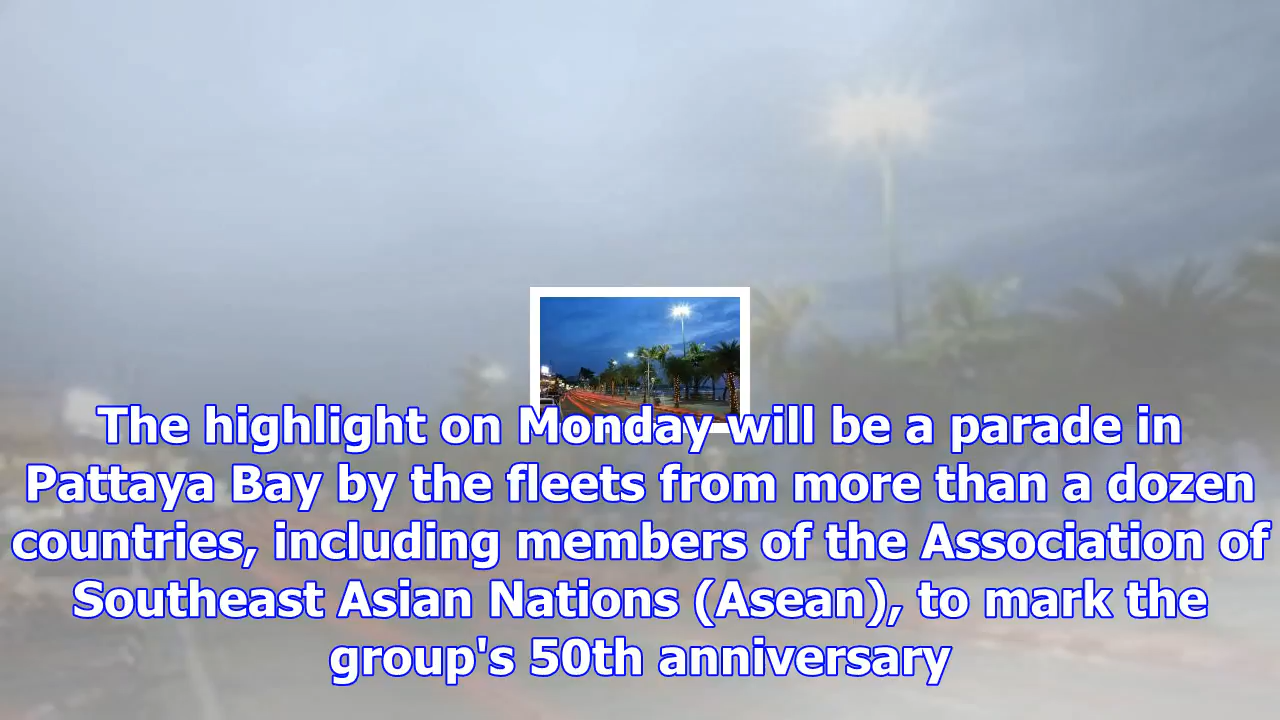 The highlight on Monday will be a parade in
Pattaya Bay by the fleets from more than a dozen
countries, including members of the Association of
Southeast Asian Nations (Asean), to mark the
group's 50th anniversary